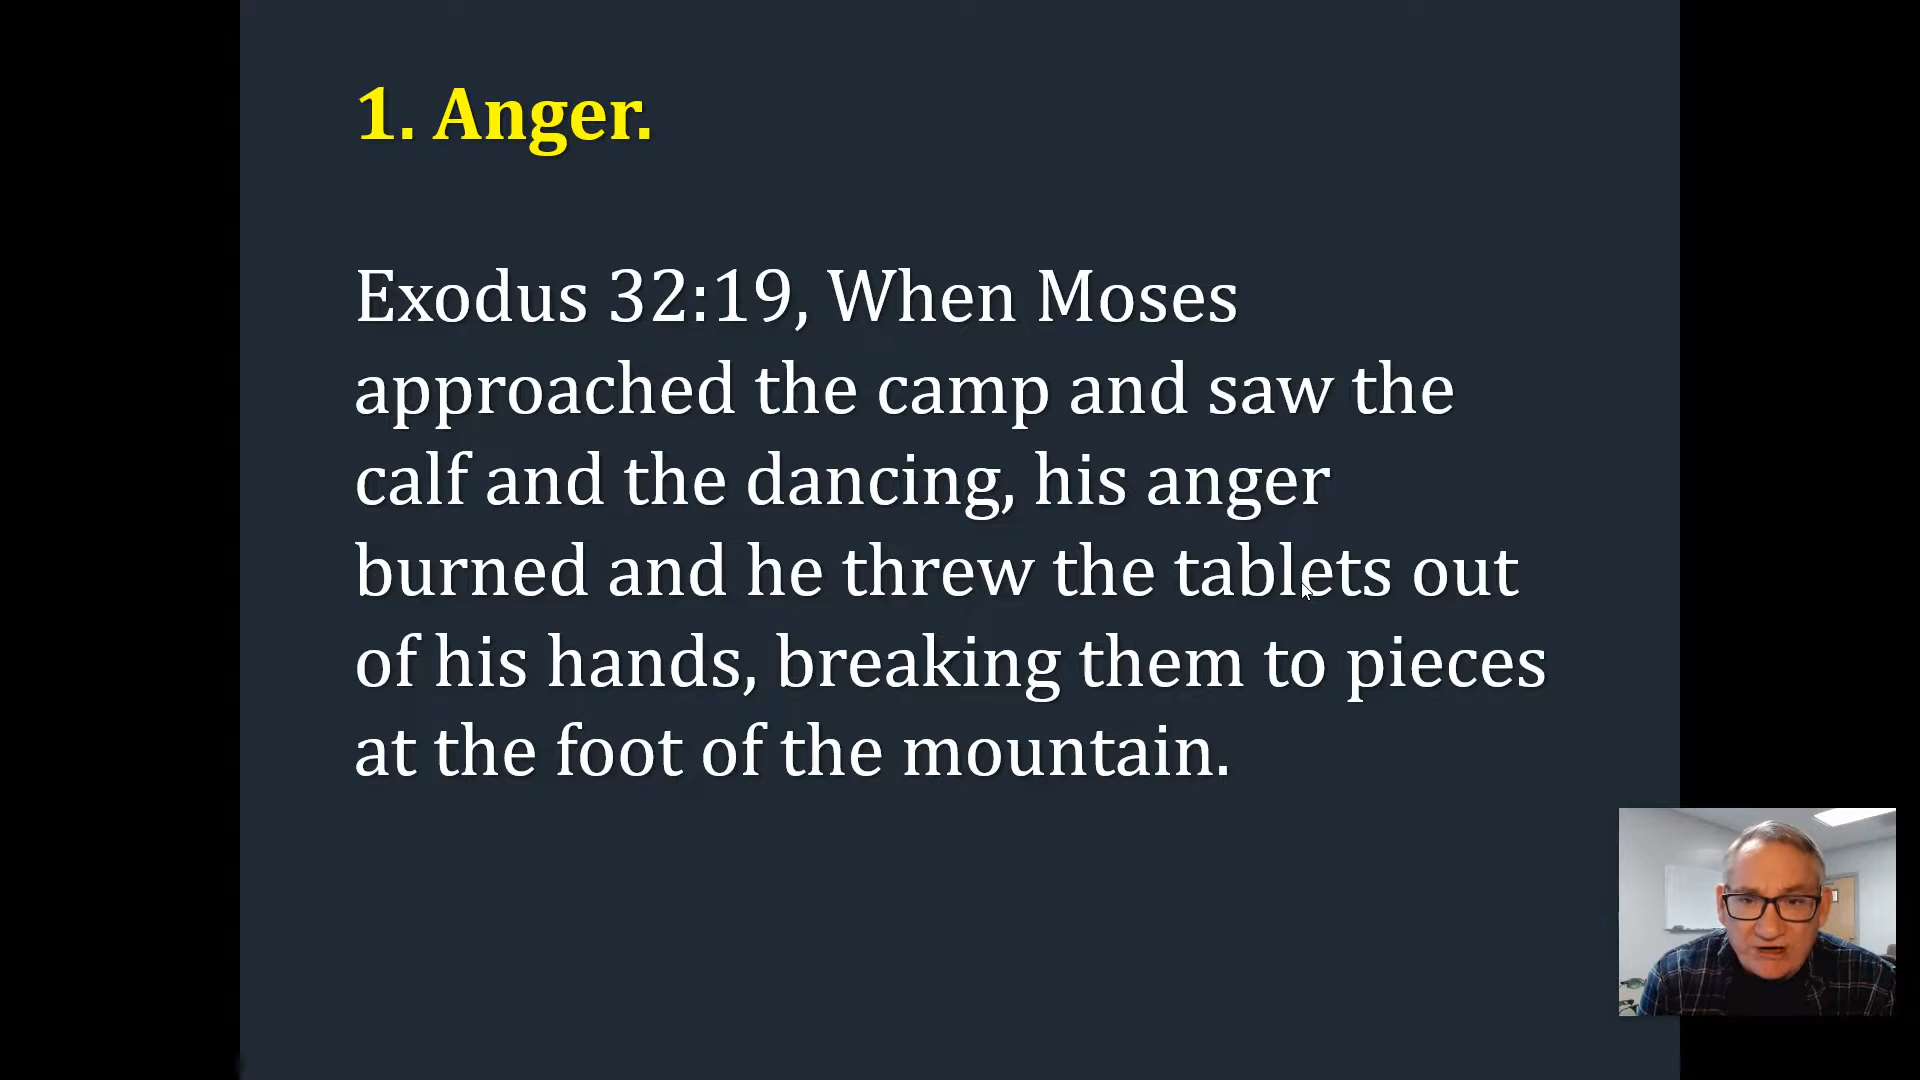 1. Anger.
Exodus 32:19, When Moses
approached the camp and saw the
calf and the dancing, his anger
burned and he threw the tablets out
of his hands, breaking them to pieces
at the foot of the mountain.